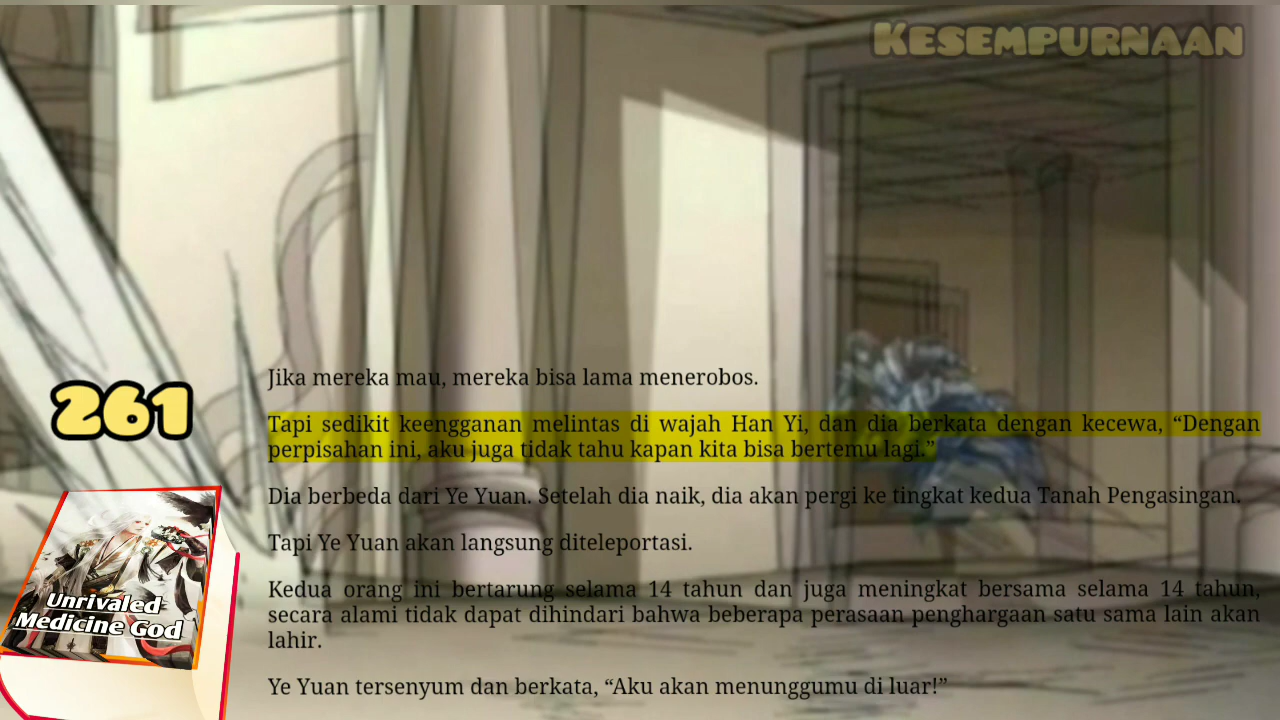 KESEMPURNAAN
Jika mereka mau, mereka bisa lama menerobos.
261
Tapi sedikit keengganan melintas di wajah Han Yi, dan dia berkata dengan kecewa, “Dengan
perpisahan ini, aku juga tidak tahu kapan kita bisa bertemu lagi.”
Dia berbeda dari Ye Yuan. Setelah dia naik, dia akan pergi ke tingkat kedua Tanah Pengasingan.
Tapi Ye Yuan akan langsung diteleportasi.
Kedua orang ini bertarung selama 14 tahun dan juga meningkat bersama selama 14 tahun,
secara alami tidak dapat dihindari bahwa beberapa perasaan penghargaan satu sama lain akan
lahir.
Ye Yuan tersenyum dan berkata, “Aku akan menunggumu di luar!”
Unrivaled
Medicine God